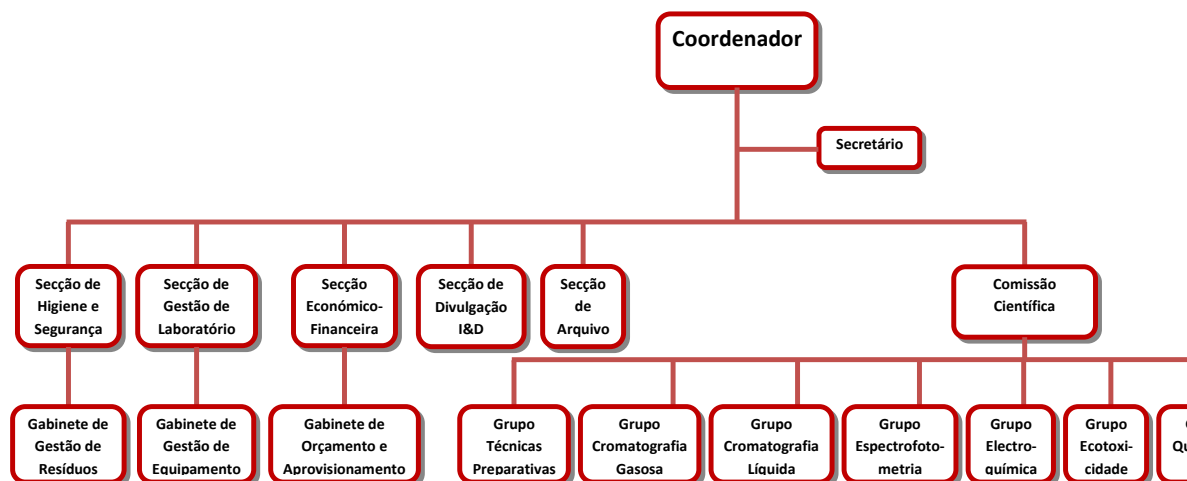 Coordenador
Secretário
Secção de
Higiene e
Segurança
Secção de
Gestão de
Laboratório
Secção
Económico-
Financeira
Secção de
Divulgação
I&D
Secção
de
Arquivo
Comissão
Científica
Gabinete de
Gestão de
Resíduos
Gabinete de
Gestão de
Equipamento
Gabinete de
Orçamento e
Aprovisionamento
Grupo
Técnicas
Preparativas
Grupo
Cromatografia
Gasosa
Grupo
Cromatografia
Líquida
Grupo
Espectrofoto-
metria
Grupo
Electro-
química
Grupo
Ecotoxi-
cidade